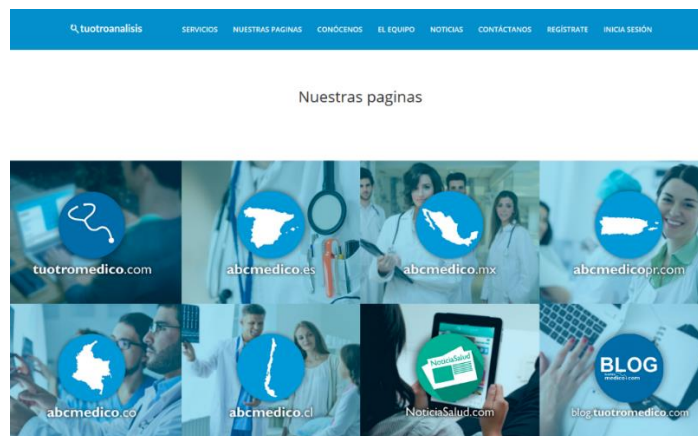 tuotroanalisis
SERVICIOS NUESTRAS PAGINAS CONÓCENOS EL EQUIPO NOTICIAS CONTÁCTANOS REGÍSTRATE INICIA SESIÓN
Nuestras paginas
tuotromedico.com
abcmedico.es
abcmedico.mx
abcmedicopr.com
abcmedico.co
abcmedico.cl
NoticiaSalud
NoticiaSalud.com
BLOG
blog.tuotromedico.com